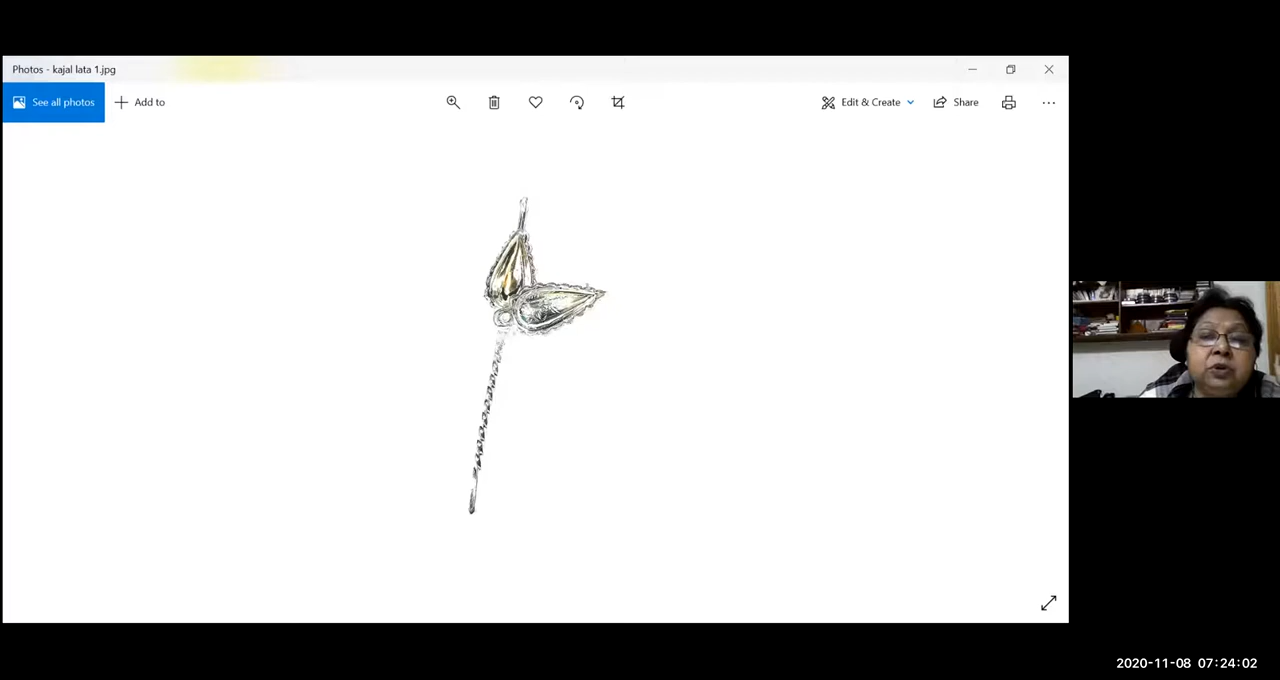 Photos - kajal lata 1.jpg
See all photos
Add to
Edit & Create
Share
2020-11-08 07:24:02